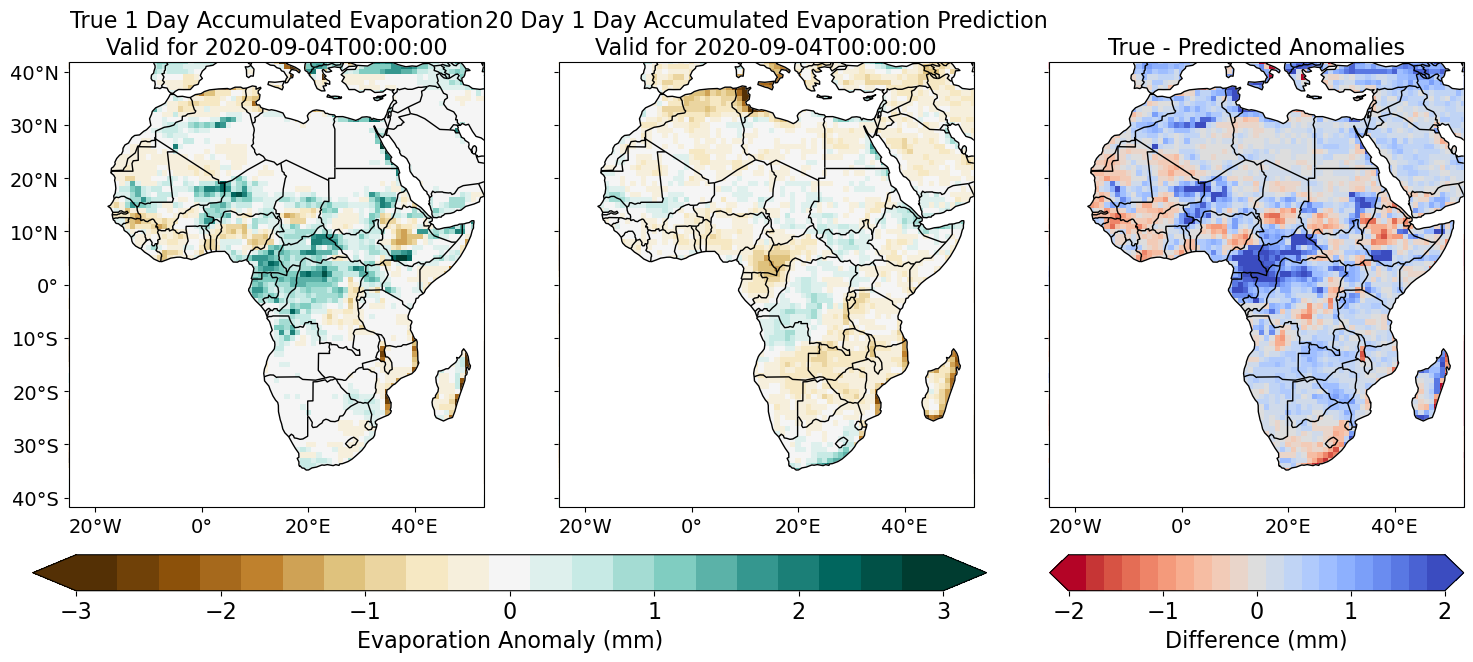 True 1 Day Accumulated Evaporation
Valid for 2020-09-04T00:00:00
20 Day 1 Day Accumulated Evaporation Prediction
Valid for 2020-09-04T00:00:00
True - Predicted Anomalies
40°N
30°N
20°N
10°N
0°
10°S
20°S
30°S
40°S
20°W 0° 20°E 40°E
20°W 0° 20°E 40°E
20°W 0° 20°E 40°E
−3 −2 −1 0 1 2 3
Evaporation Anomaly (mm)
−2 −1 0 1 2
Difference (mm)